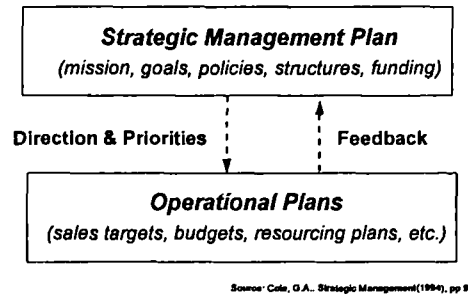 Strategic Management Plan
(mission, goals, policies, structures, funding)
Direction & Priorities
Feedback
Operational Plans
(sales targets, budgets, resourcing plans, etc.)
Source: Cole, G.A.. Strategic Management(1994), pp 9